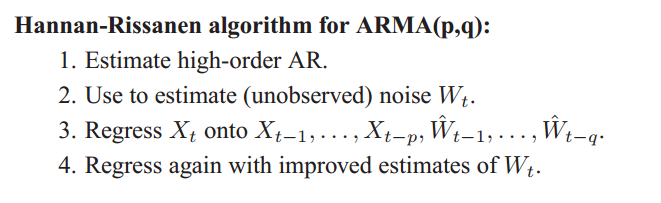 Hannan-Rissanen algorithm for ARMA(p,q):
1. Estimate high-order AR.
2. Use to estimate (unobserved) noise $W_t$.
3. Regress $X_t$ onto $X_{t-1}, \ldots, X_{t-p}, \hat{W}_{t-1}, \ldots, \hat{W}_{t-q}$.
4. Regress again with improved estimates of $W_t$.